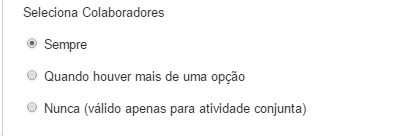 Seleciona Colaboradores
Sempre
Quando houver mais de uma opção
Nunca (válido apenas para atividade conjunta)